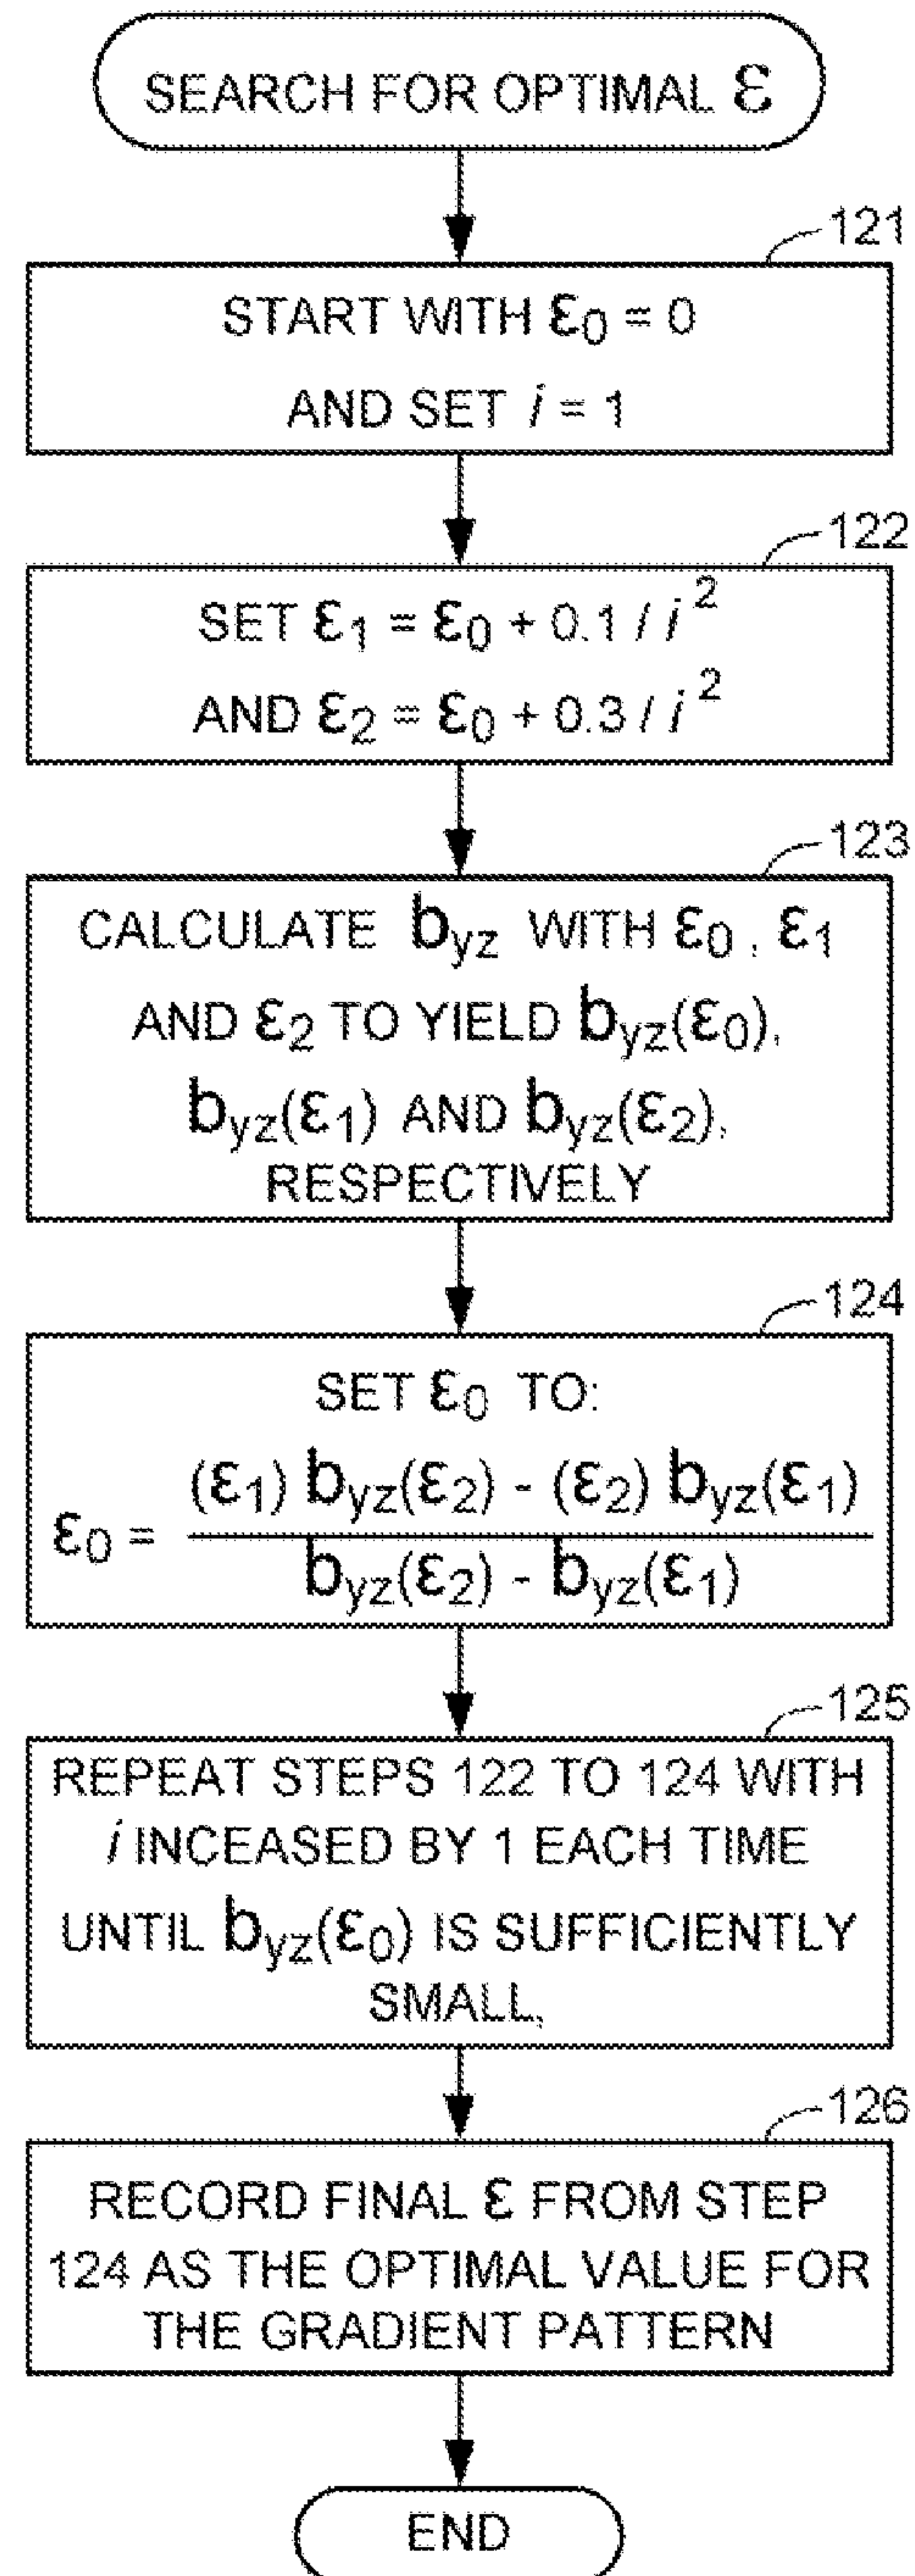 SEARCH FOR OPTIMAL ε
121
START WITH ε0 = 0
AND SET i = 1
122
SET ε1 = ε0 + 0.1 / i 2
AND ε2 = ε0 + 0.3 / i 2
123
CALCULATE byz WITH ε0 , ε1
AND ε2 TO YIELD byz(ε0),
byz(ε1) AND byz(ε2),
RESPECTIVELY
124
SET ε0 TO:
ε0 = (ε1) byz(ε2) - (ε2) byz(ε1)
byz(ε2) - byz(ε1)
125
REPEAT STEPS 122 TO 124 WITH
i INCEASED BY 1 EACH TIME
UNTIL byz(ε0) IS SUFFICIENTLY
SMALL,
126
RECORD FINAL ε FROM STEP
124 AS THE OPTIMAL VALUE FOR
THE GRADIENT PATTERN
END